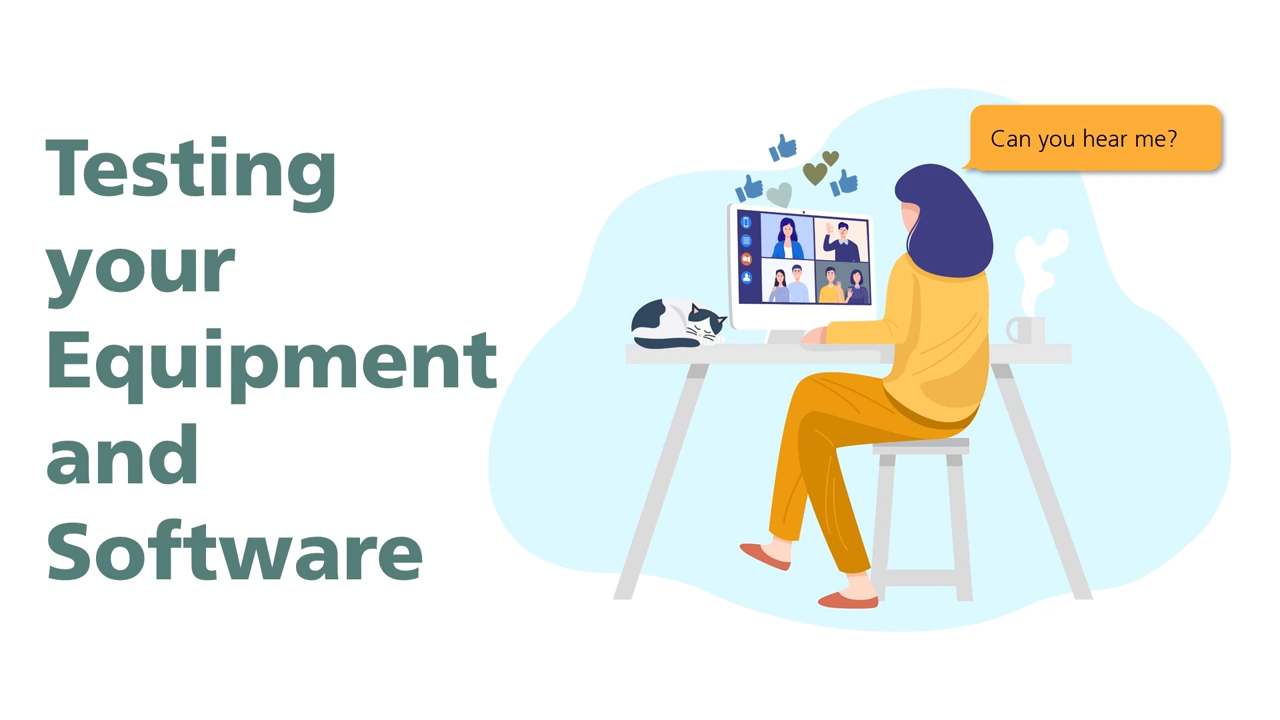 Testing
your
Equipment
and
Software
Can you hear me?